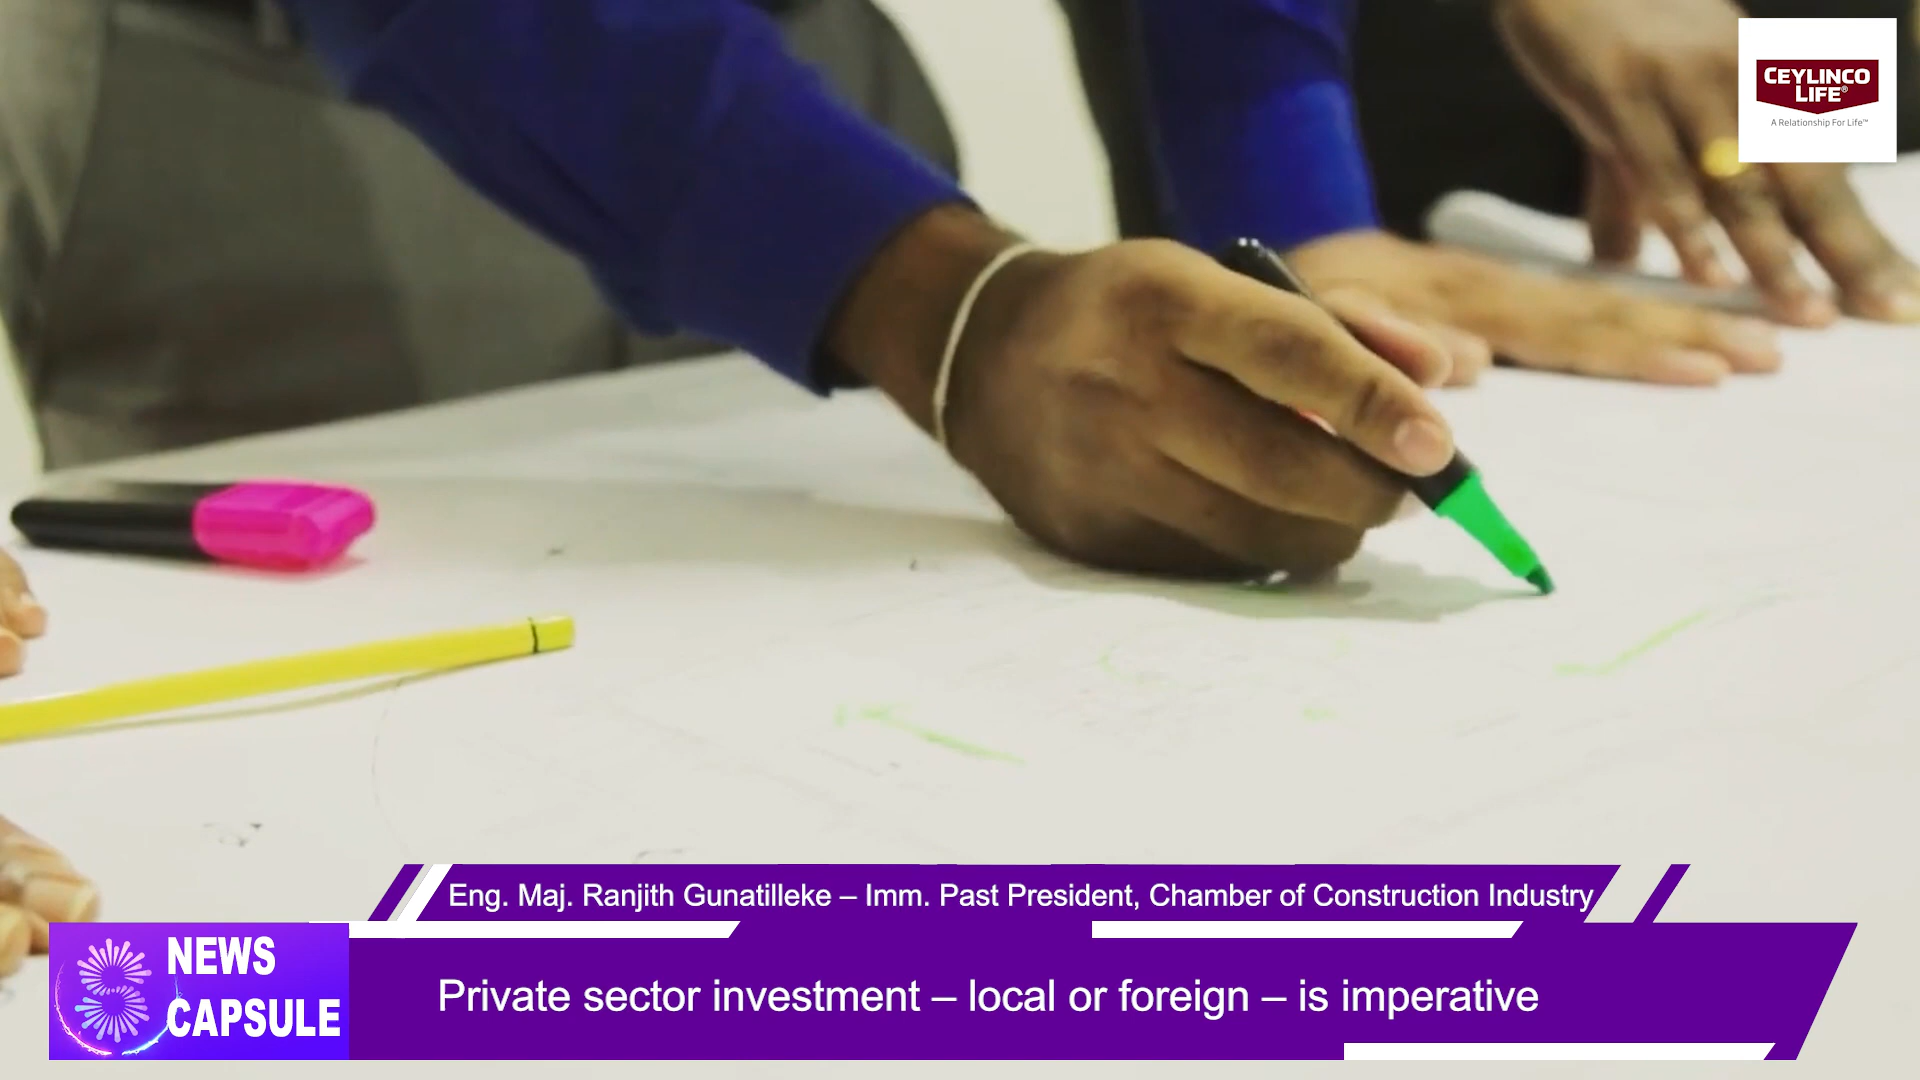 CEYLINCO
LIFE®
A Relationship For Life™
Eng. Maj. Ranjith Gunatilleke – Imm. Past President, Chamber of Construction Industry
NEWS
CAPSULE
Private sector investment – local or foreign – is imperative